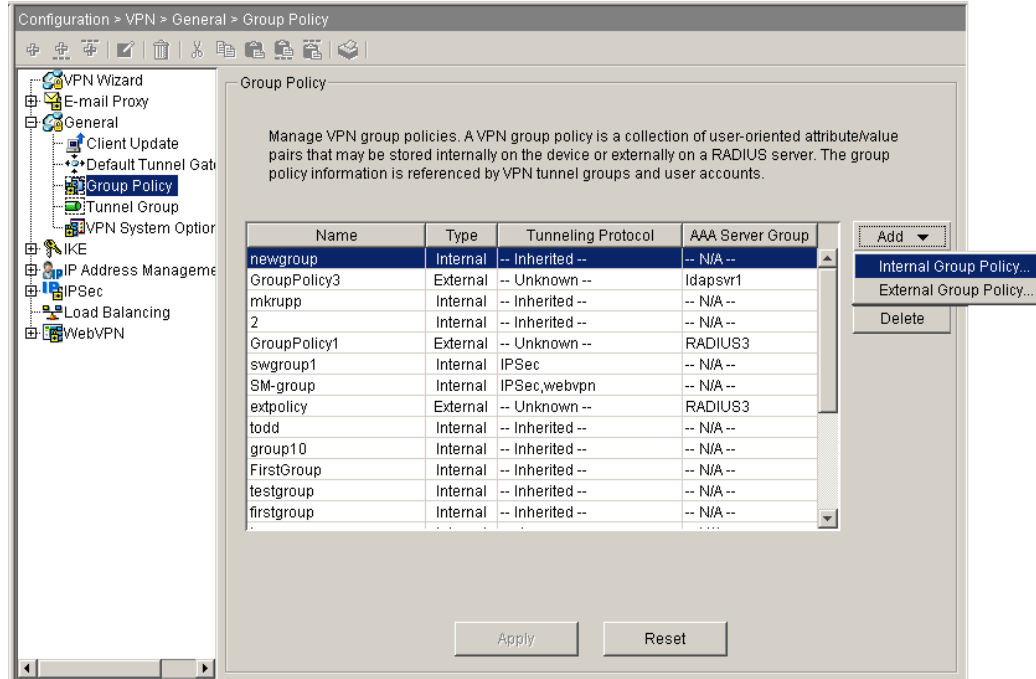 Configuration > VPN > General > Group Policy
VPN Wizard
E-mail Proxy
General
Client Update
Default Tunnel Gat
Group Policy
Tunnel Group
VPN System Option
IKE
IP Address Manageme
IPSec
Load Balancing
WebVPN
Group Policy
Manage VPN group policies. A VPN group policy is a collection of user-oriented attribute/value
pairs that may be stored internally on the device or externally on a RADIUS server. The group
policy information is referenced by VPN tunnel groups and user accounts.
Name Type Tunneling Protocol AAA Server Group
newgroup Internal -- Inherited -- -- N/A --
GroupPolicy3 External -- Unknown -- ldapsvr1
mkrupp Internal -- Inherited -- -- N/A --
2 Internal -- Inherited -- -- N/A --
GroupPolicy1 External -- Unknown -- RADIUS3
swgroup1 Internal IPSec -- N/A --
SM-group Internal IPSec,webvpn -- N/A --
extpolicy External -- Unknown -- RADIUS3
todd Internal -- Inherited -- -- N/A --
group10 Internal -- Inherited -- -- N/A --
FirstGroup Internal -- Inherited -- -- N/A --
testgroup Internal -- Inherited -- -- N/A --
firstgroup Internal -- Inherited -- -- N/A --
Add
Internal Group Policy...
External Group Policy...
Delete
Apply Reset